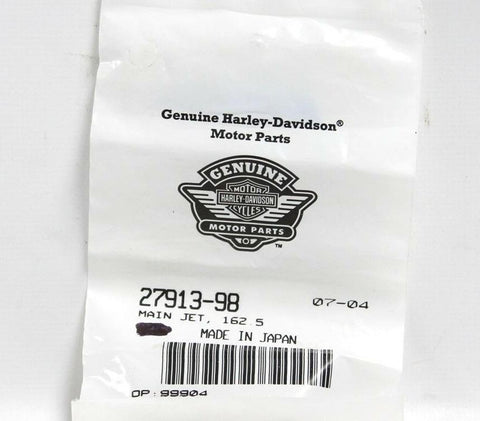 Genuine Harley-Davidson®
Motor Parts
GENUINE
MOTOR
HARLEY-DAVIDSON
CYCLES
MOTOR PARTS
™
27913-98 07-04
MAIN JET, 162.5
MADE IN JAPAN
OP:99904